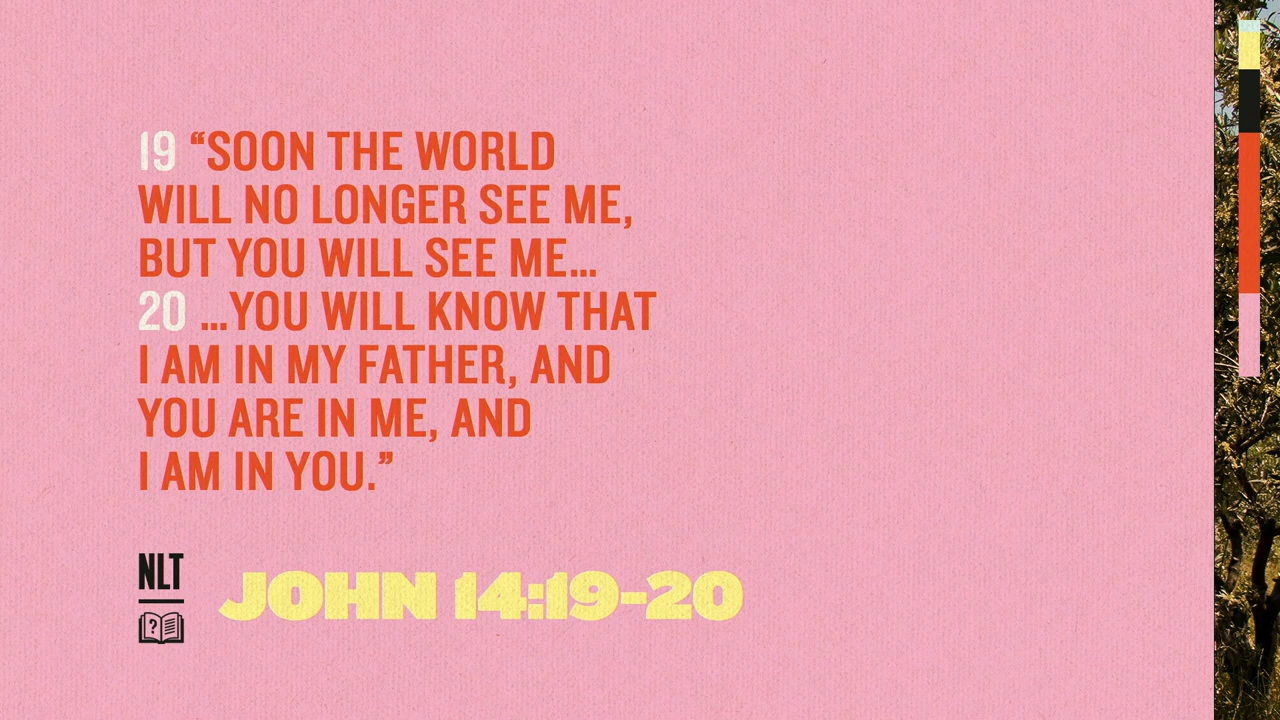 19 “SOON THE WORLD
WILL NO LONGER SEE ME,
BUT YOU WILL SEE ME...
20 ...YOU WILL KNOW THAT
I AM IN MY FATHER, AND
YOU ARE IN ME, AND
I AM IN YOU.”
NLT
?
JOHN 14:19-20